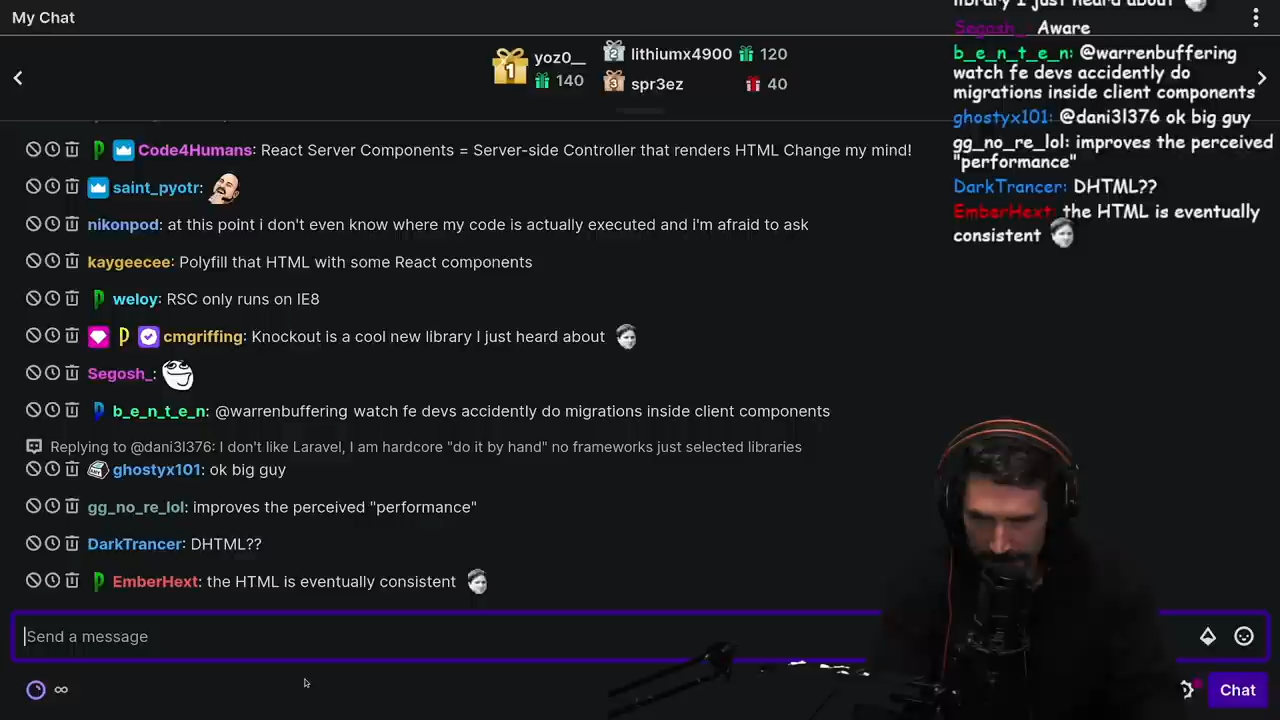 My Chat
yoz0__
140
lithiumx4900 120
spr3ez 40
Code4Humans: React Server Components = Server-side Controller that renders HTML Change my mind!
saint_pyotr:
nikonpod: at this point i don't even know where my code is actually executed and i'm afraid to ask
kaygeecee: Polyfill that HTML with some React components
weloy: RSC only runs on IE8
cmgriffing: Knockout is a cool new library I just heard about
Segosh_:
b_e_n_t_e_n: @warrenbuffering watch fe devs accidently do migrations inside client components
Replying to @dani3l376: I don't like Laravel, I am hardcore "do it by hand" no frameworks just selected libraries
ghostyx101: ok big guy
gg_no_re_lol: improves the perceived "performance"
DarkTrancer: DHTML??
EmberHext: the HTML is eventually consistent
Send a message
∞
Chat
library I just heard about
Segosh_: Aware
b_e_n_t_e_n: @warrenbuffering
watch fe devs accidently do
migrations inside client components
ghostyx101: @dani3l376 ok big guy
gg_no_re_lol: improves the perceived
"performance"
DarkTrancer: DHTML??
EmberHext: the HTML is eventually
consistent